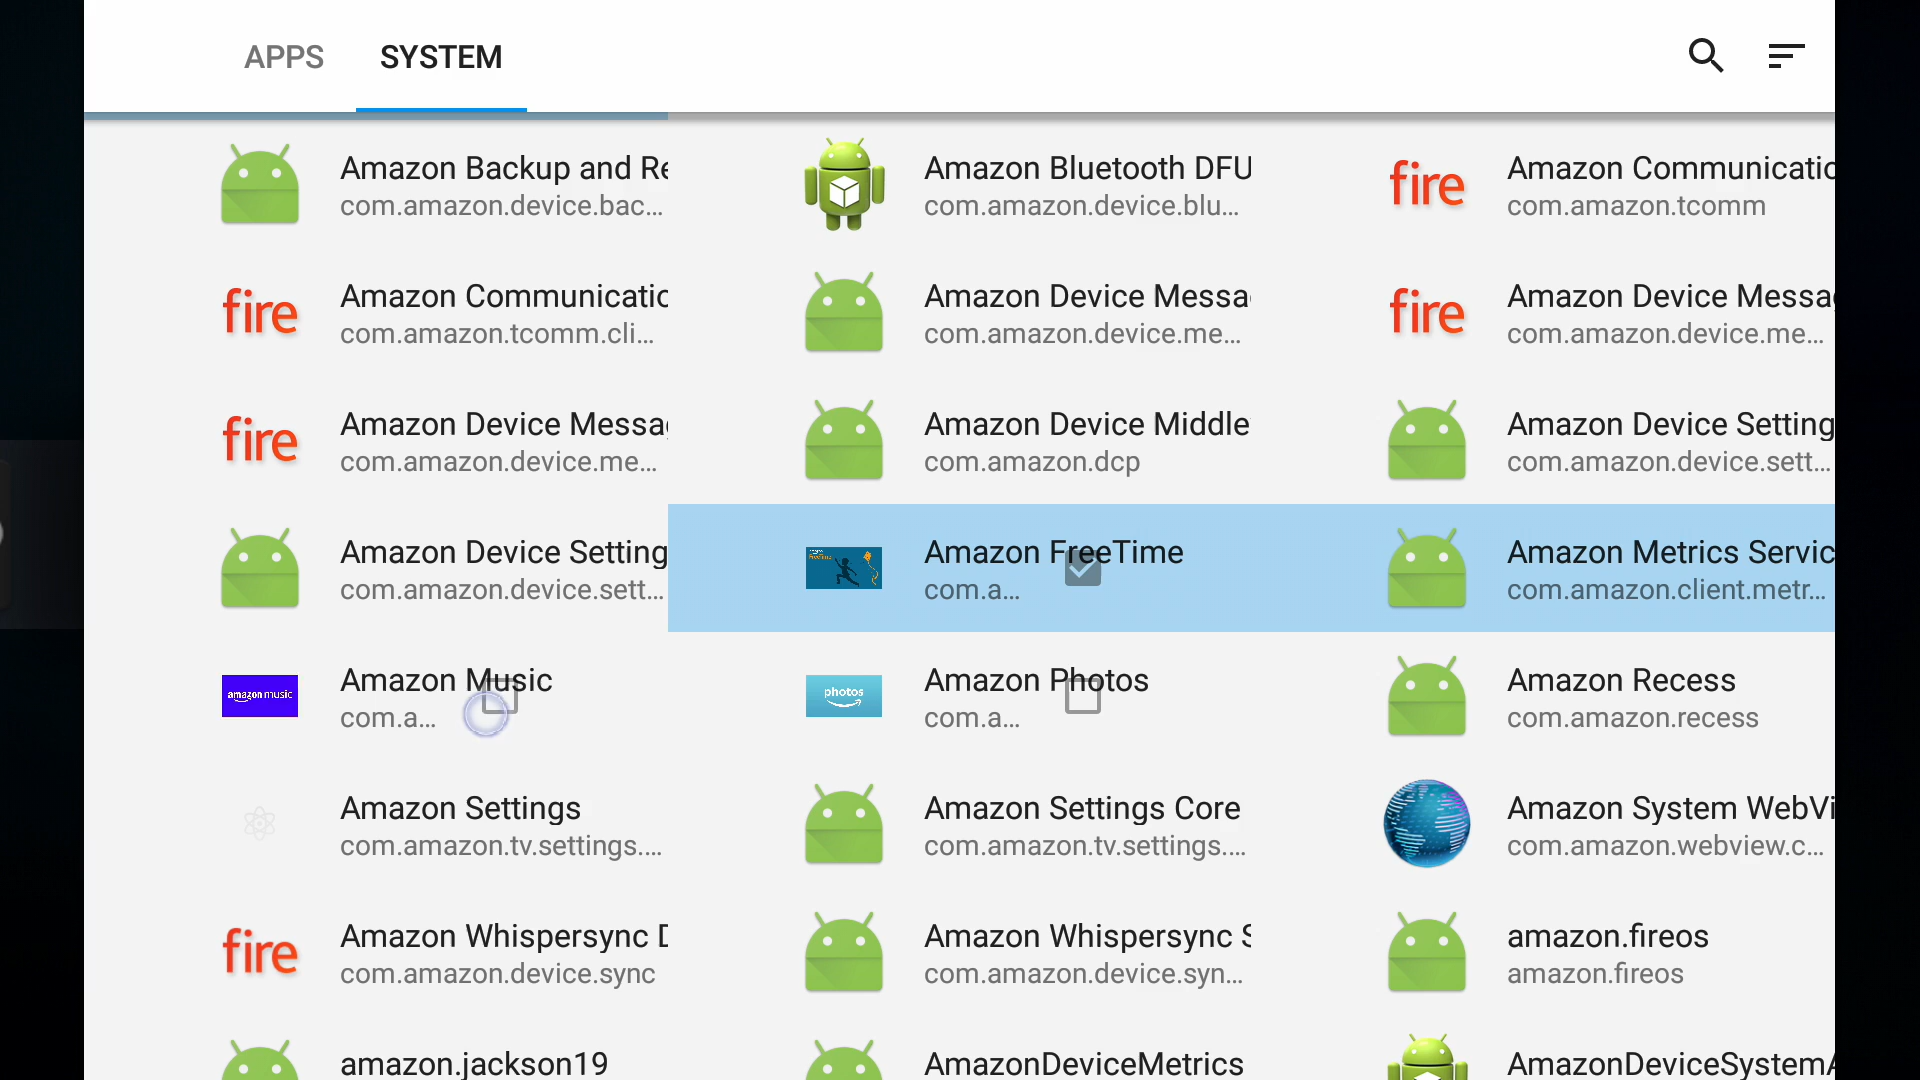 APPS SYSTEM
Amazon Backup and Re
com.amazon.device.bac...
Amazon Bluetooth DFU
com.amazon.device.blu...
fire
Amazon Communicatio
com.amazon.tcomm
fire
Amazon Communicatio
com.amazon.tcomm.cli...
Amazon Device Messa
com.amazon.device.me...
fire
Amazon Device Messa
com.amazon.device.me...
fire
Amazon Device Messa
com.amazon.device.me...
Amazon Device Middle
com.amazon.dcp
Amazon Device Setting
com.amazon.device.sett...
Amazon Device Setting
com.amazon.device.sett...
Amazon FreeTime
com.a...
Amazon Metrics Servic
com.amazon.client.metr...
amazon music
Amazon Music
com.a...
photos
Amazon Photos
com.a...
Amazon Recess
com.amazon.recess
Amazon Settings
com.amazon.tv.settings....
Amazon Settings Core
com.amazon.tv.settings....
Amazon System WebVi
com.amazon.webview.c...
fire
Amazon Whispersync D
com.amazon.device.sync
Amazon Whispersync S
com.amazon.device.syn...
amazon.fireos
amazon.fireos
amazon.jackson19
AmazonDeviceMetrics
AmazonDeviceSystemA